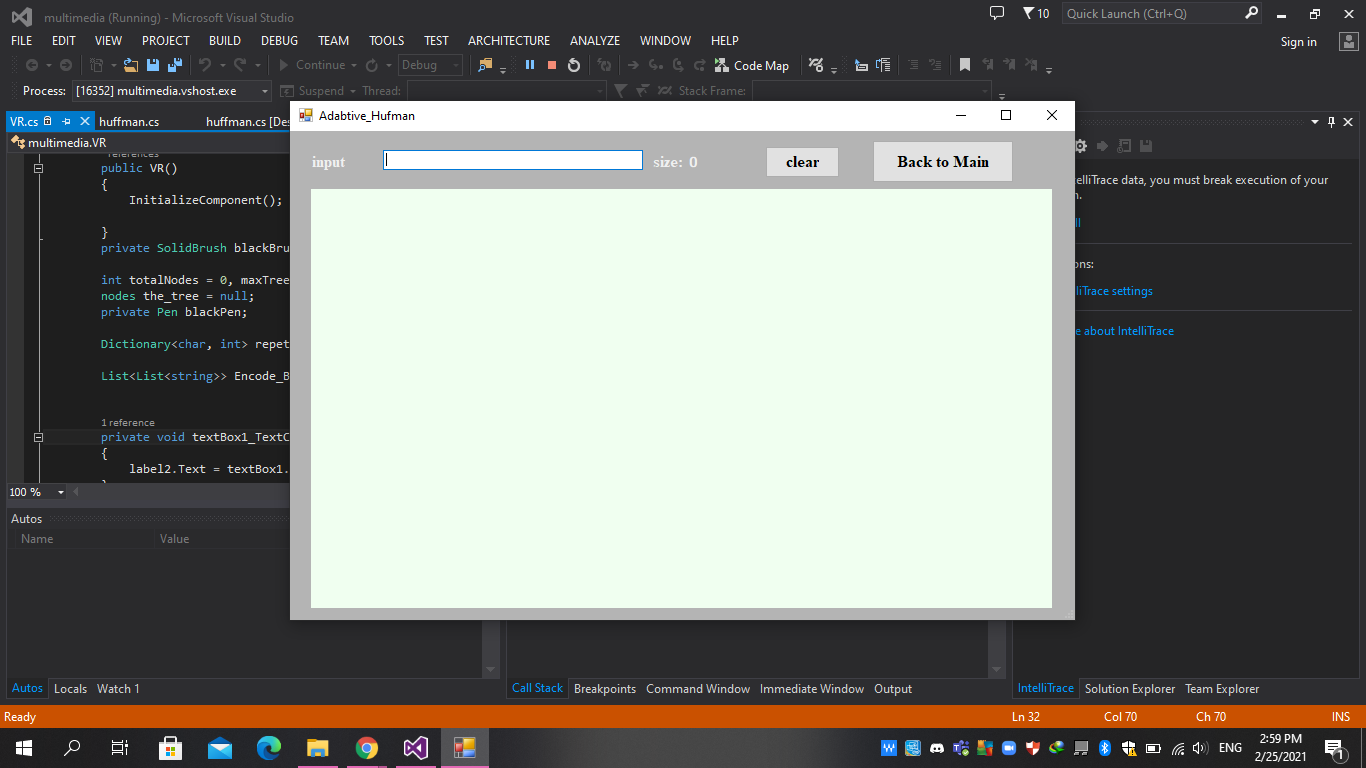 multimedia (Running) - Microsoft Visual Studio
10
Quick Launch (Ctrl+Q)
FILE EDIT VIEW PROJECT BUILD DEBUG TEAM TOOLS TEST ARCHITECTURE ANALYZE WINDOW HELP
Sign in
Continue Debug Code Map
Process: [16352] multimedia.vshost.exe Suspend Thread: Stack Frame:
VR.cs huffman.cs huffman.cs [Des
multimedia.VR
references
public VR()
{
InitializeComponent();
}
private SolidBrush blackBru
int totalNodes = 0, maxTree
nodes the_tree = null;
private Pen blackPen;
Dictionary<char, int> repet
List<List<string>> Encode_B
1 reference
private void textBox1_TextC
{
label2.Text = textBox1.
100 %
Adabtive_Hufman
input size: 0 clear Back to Main
elliTrace data, you must break execution of your
n.
ll
ons:
lliTrace settings
e about IntelliTrace
Autos
Name Value
Autos Locals Watch 1
Call Stack Breakpoints Command Window Immediate Window Output
IntelliTrace Solution Explorer Team Explorer
Ready Ln 32 Col 70 Ch 70 INS
ENG
2:59 PM
2/25/2021
1